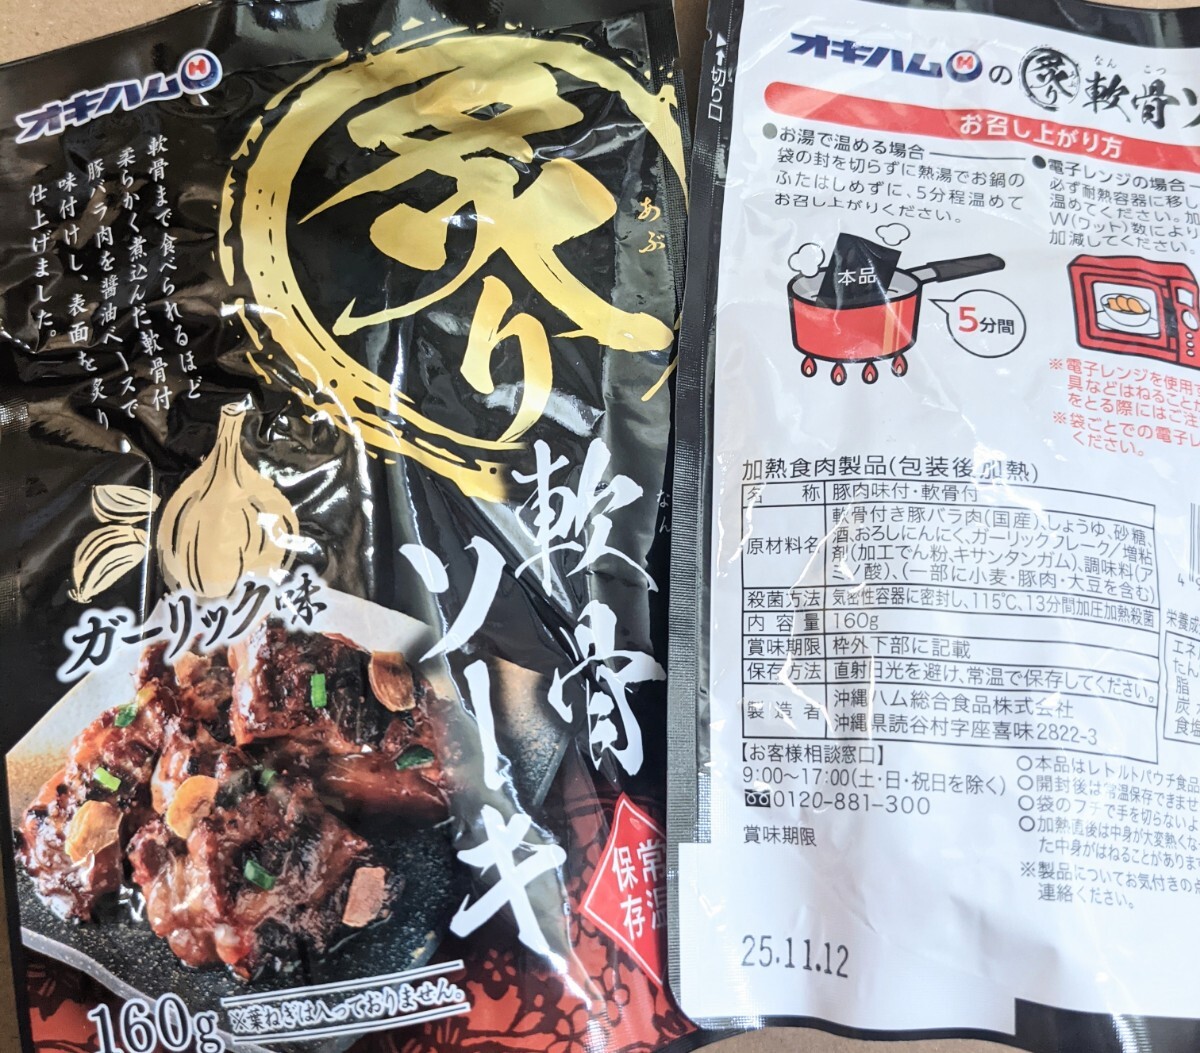 オキハム
軟骨まで食べられるほど
柔らかく煮込んだ軟骨付
豚バラ肉を醤油ベースで
味付けし、表面を炙り、
仕上げました。
炙り
あぶ
軟骨
なん
ソーキ
ガーリック味
常温
保存
160g
※葉ねぎは入っておりません。
切り口
オキハムの炙り軟骨ソ
なん こつ
お召し上がり方
●お湯で温める場合
袋の封を切らずに熱湯でお鍋の
ふたはしめずに、5分程温めて
お召し上がりください。
本品
5分間
●電子レンジの場合
必ず耐熱容器に移し
温めてください。加
W(ワット)数により
加減してください。
※電子レンジを使用
具などはねること
をとる際にはご注
※袋ごとでの電子レ
ください。
加熱食肉製品(包装後加熱)
名称 豚肉味付・軟骨付
原材料名 軟骨付き豚バラ肉(国産)、しょうゆ、砂糖、
酒、おろしにんにく、ガーリックフレーク/増粘
剤(加工でん粉、キサンタンガム)、調味料(ア
ミノ酸)、(一部に小麦・豚肉・大豆を含む)
殺菌方法 気密性容器に密封し、115℃、13分間加圧加熱殺菌
内容量 160g
賞味期限 枠外下部に記載
保存方法 直射日光を避け、常温で保存してください。
製造者 沖縄ハム総合食品株式会社
沖縄県読谷村字座喜味2822-3
【お客様相談窓口】
9:00～17:00(土・日・祝日を除く)
0120-881-300
賞味期限
25.11.12
○本品はレトルトパウチ食品
○開封後は常温保存できませ
○袋のフチで手を切らないよ
○加熱直後は中身が大変熱くな
た中身がはねることがありま
※製品についてお気付きの
連絡ください。
栄養成
エネル
たん
脂
炭
食塩